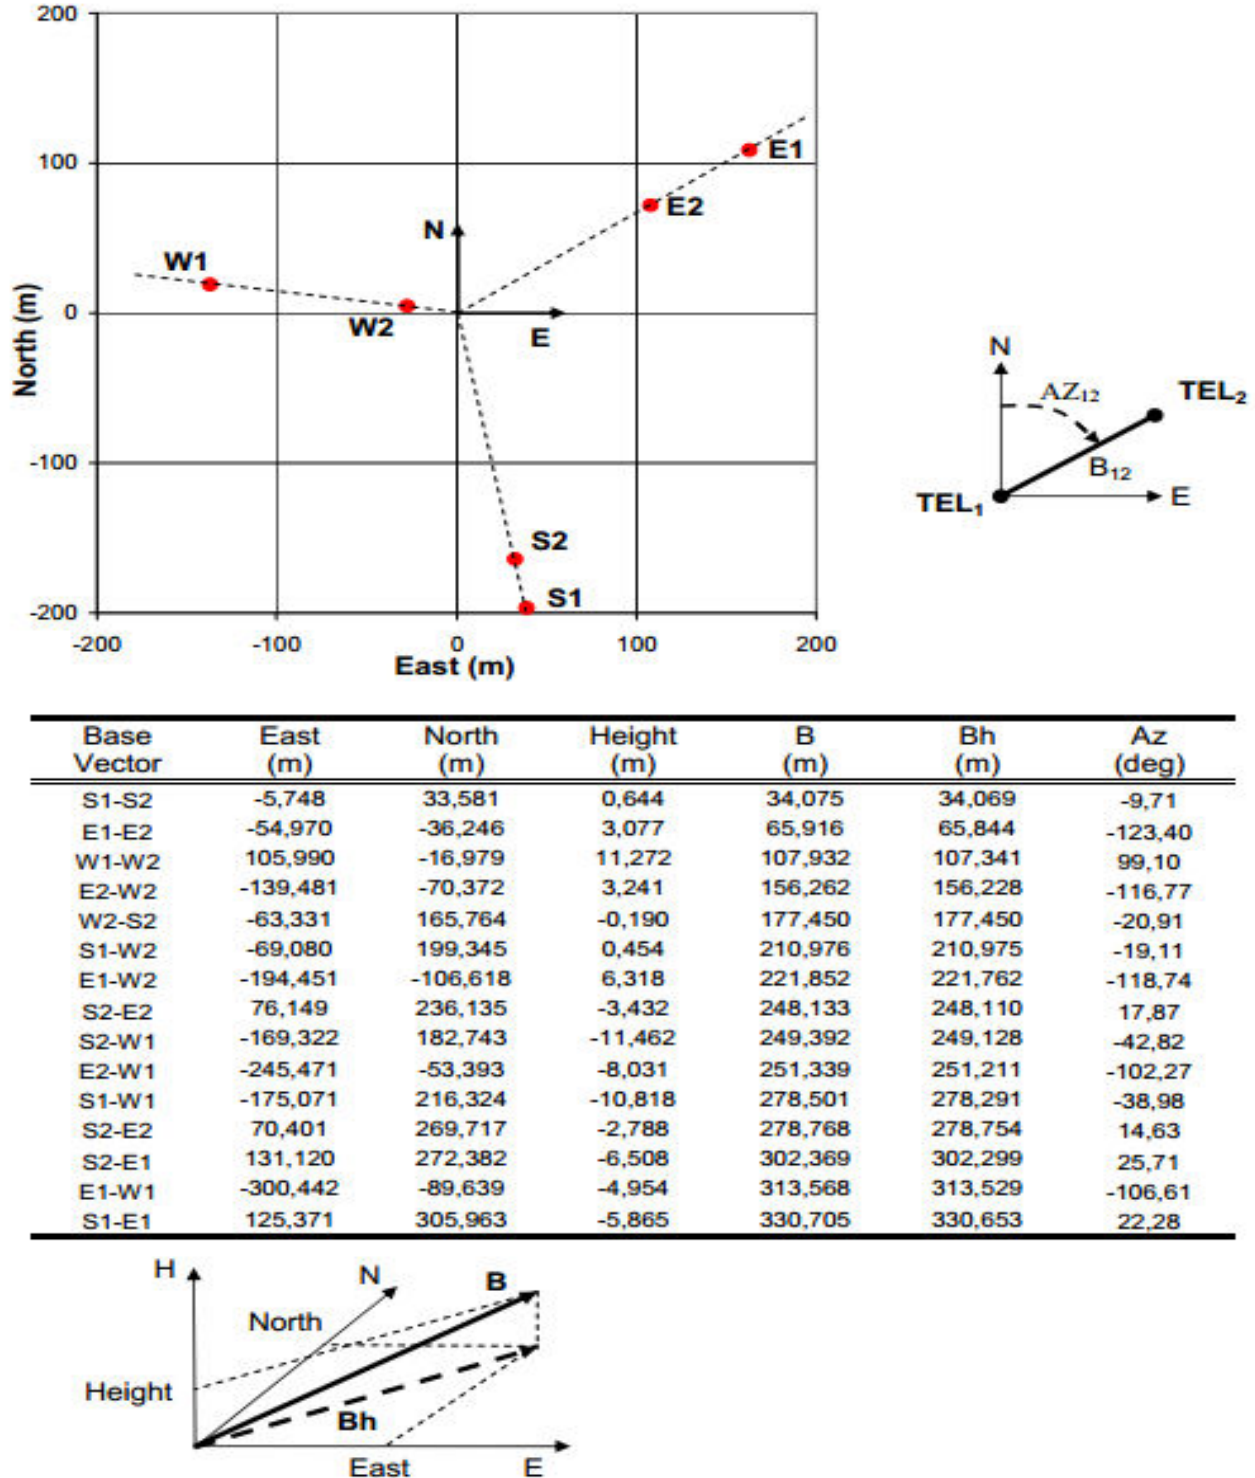 200
100
0
-100
-200
-200 -100 0 100 200
North (m)
East (m)
N
E
W1
W2
E1
E2
S2
S1
N
AZ12
TEL2
B12
TEL1
E
Base Vector East (m) North (m) Height (m) B (m) Bh (m) Az (deg)
S1-S2 -5,748 33,581 0,644 34,075 34,069 -9,71
E1-E2 -54,970 -36,246 3,077 65,916 65,844 -123,40
W1-W2 105,990 -16,979 11,272 107,932 107,341 99,10
E2-W2 -139,481 -70,372 3,241 156,262 156,228 -116,77
W2-S2 -63,331 165,764 -0,190 177,450 177,450 -20,91
S1-W2 -69,080 199,345 0,454 210,976 210,975 -19,11
E1-W2 -194,451 -106,618 6,318 221,852 221,762 -118,74
S2-E2 76,149 236,135 -3,432 248,133 248,110 17,87
S2-W1 -169,322 182,743 -11,462 249,392 249,128 -42,82
E2-W1 -245,471 -53,393 -8,031 251,339 251,211 -102,27
S1-W1 -175,071 216,324 -10,818 278,501 278,291 -38,98
S2-E2 70,401 269,717 -2,788 278,768 278,754 14,63
S2-E1 131,120 272,382 -6,508 302,369 302,299 25,71
E1-W1 -300,442 -89,639 -4,954 313,568 313,529 -106,61
S1-E1 125,371 305,963 -5,865 330,705 330,653 22,28
H
N
B
North
Height
Bh
East
E